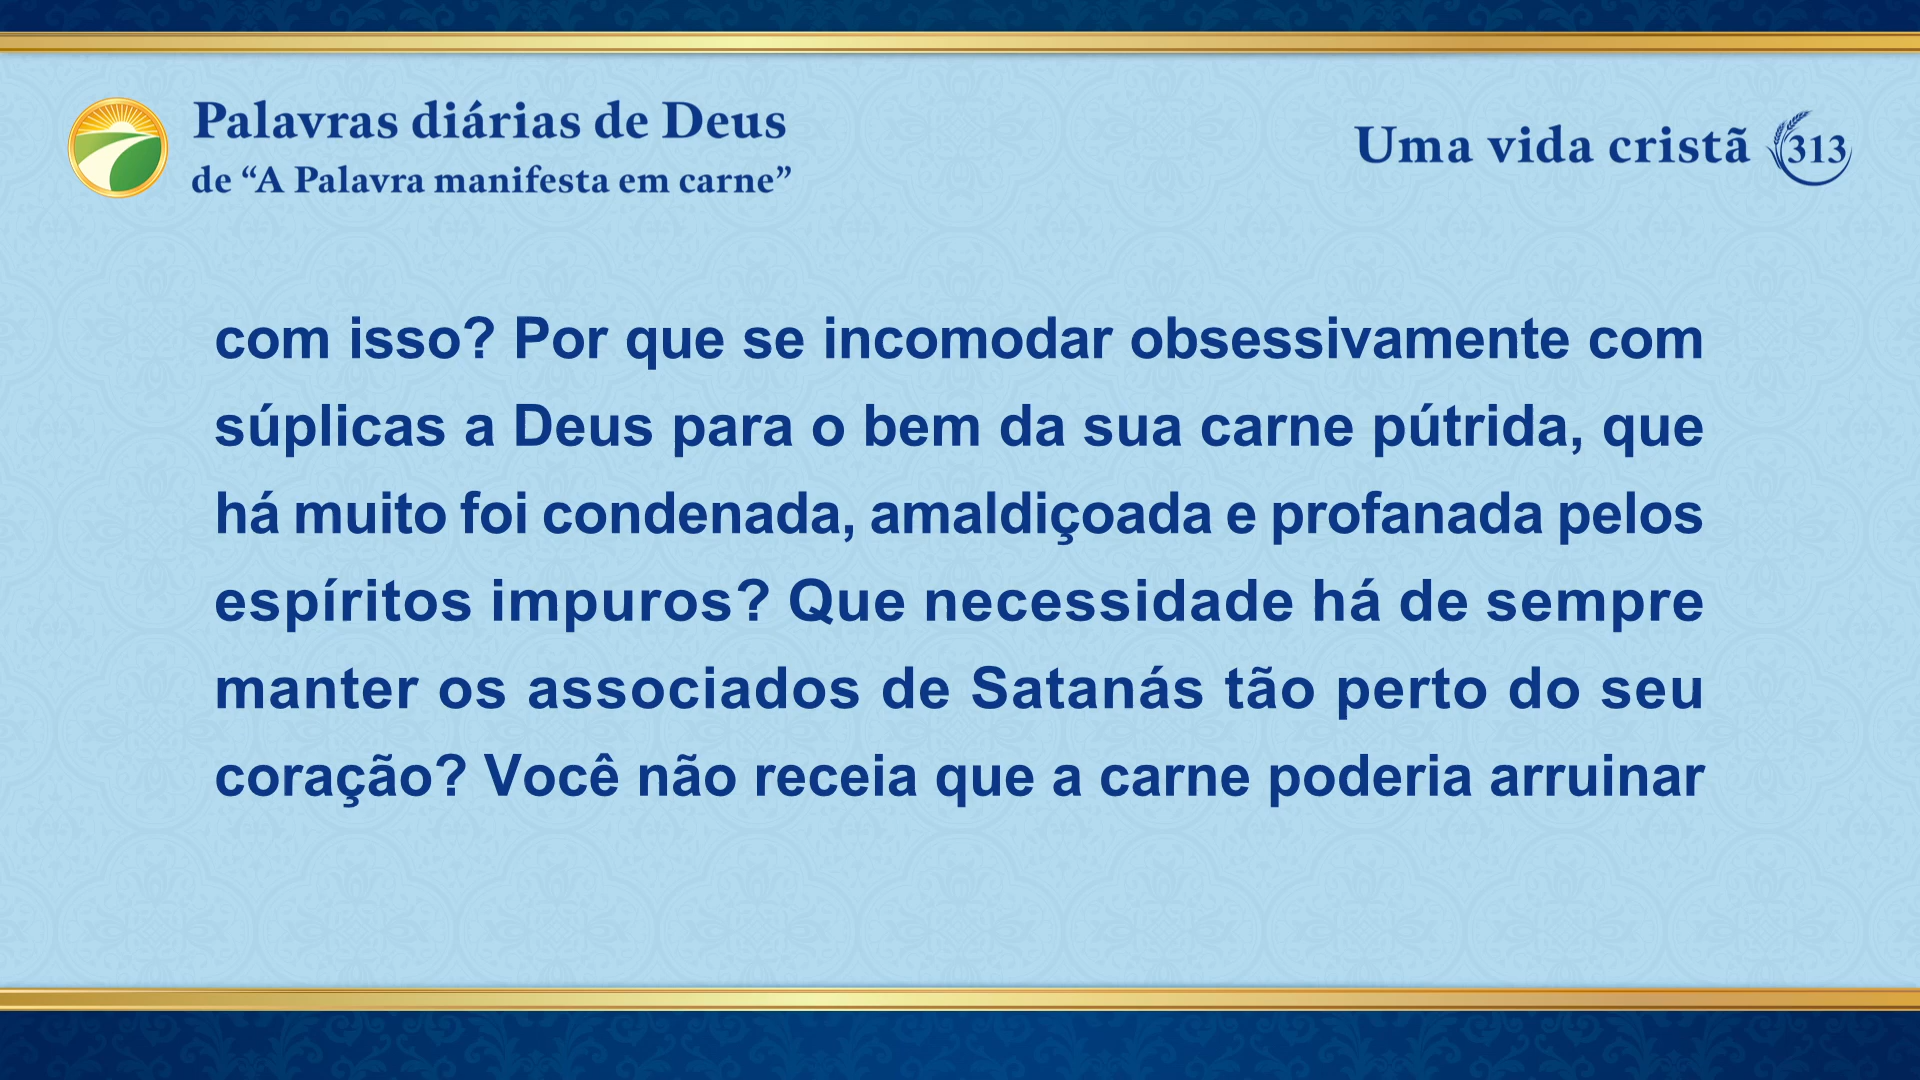 Palavras diárias de Deus
de “A Palavra manifesta em carne”
Uma vida cristã 313
com isso? Por que se incomodar obsessivamente com
súplicas a Deus para o bem da sua carne pútrida, que
há muito foi condenada, amaldiçoada e profanada pelos
espíritos impuros? Que necessidade há de sempre
manter os associados de Satanás tão perto do seu
coração? Você não receia que a carne poderia arruinar